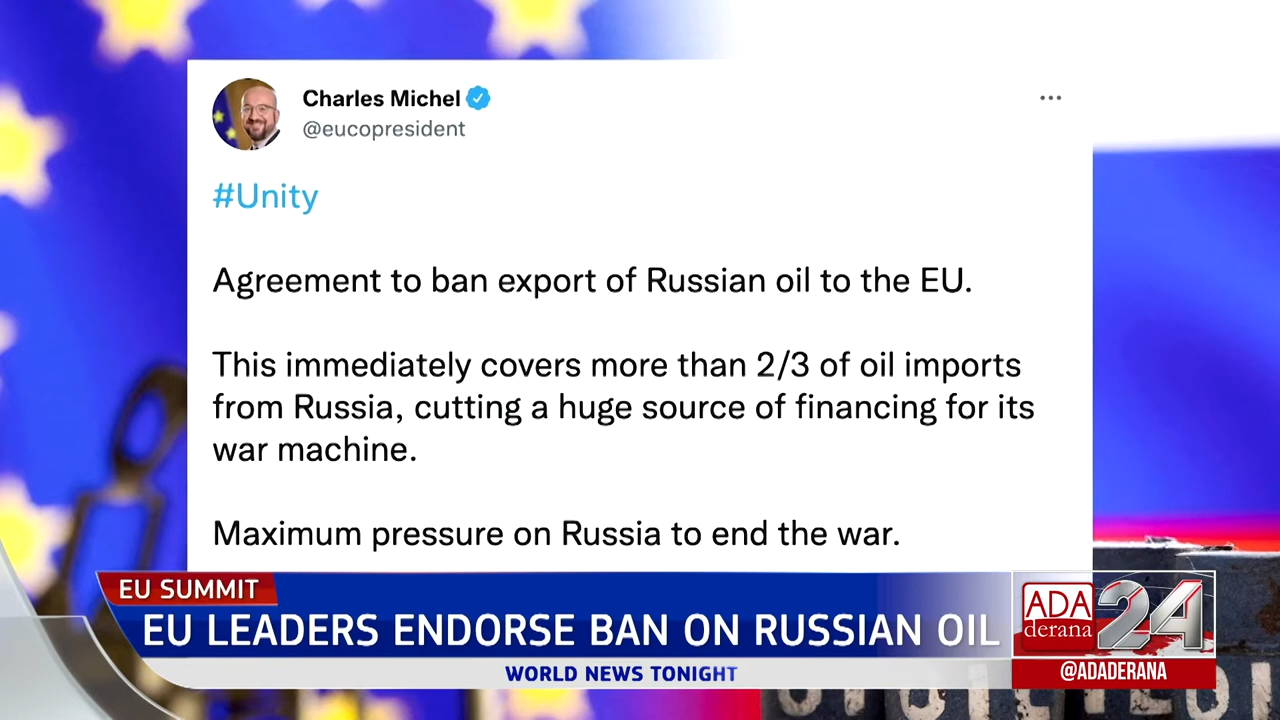 Charles Michel
@eucopresident
#Unity
Agreement to ban export of Russian oil to the EU.
This immediately covers more than 2/3 of oil imports
from Russia, cutting a huge source of financing for its
war machine.
Maximum pressure on Russia to end the war.
EU SUMMIT
EU LEADERS ENDORSE BAN ON RUSSIAN OIL
WORLD NEWS TONIGHT
ADA
derana
24
@ADADERANA